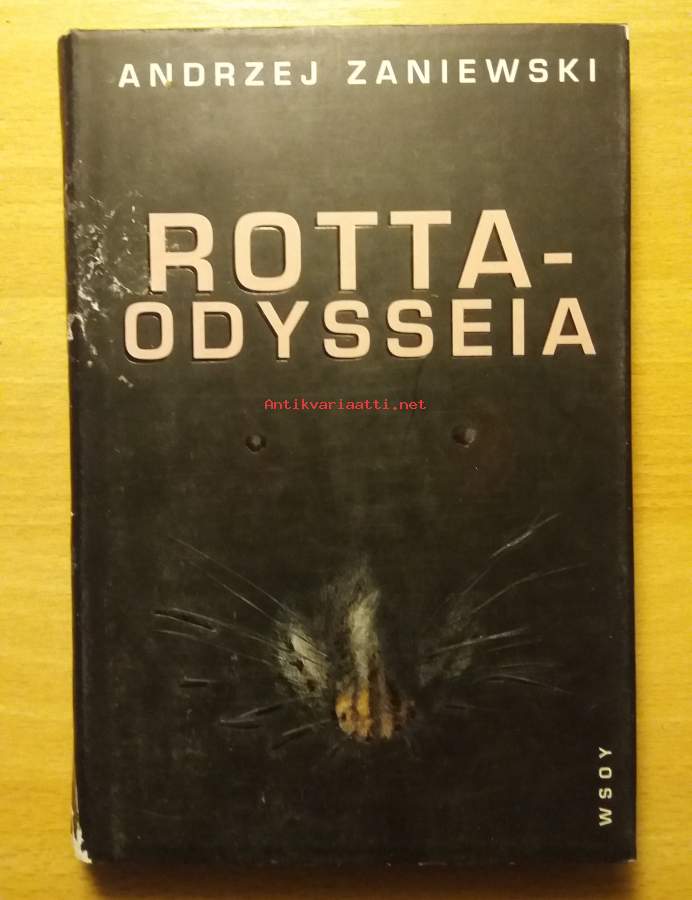 ANDRZEJ ZANIEWSKI
ROTTA-
ODYSSEIA
Antikvariaatti.net
WSOY